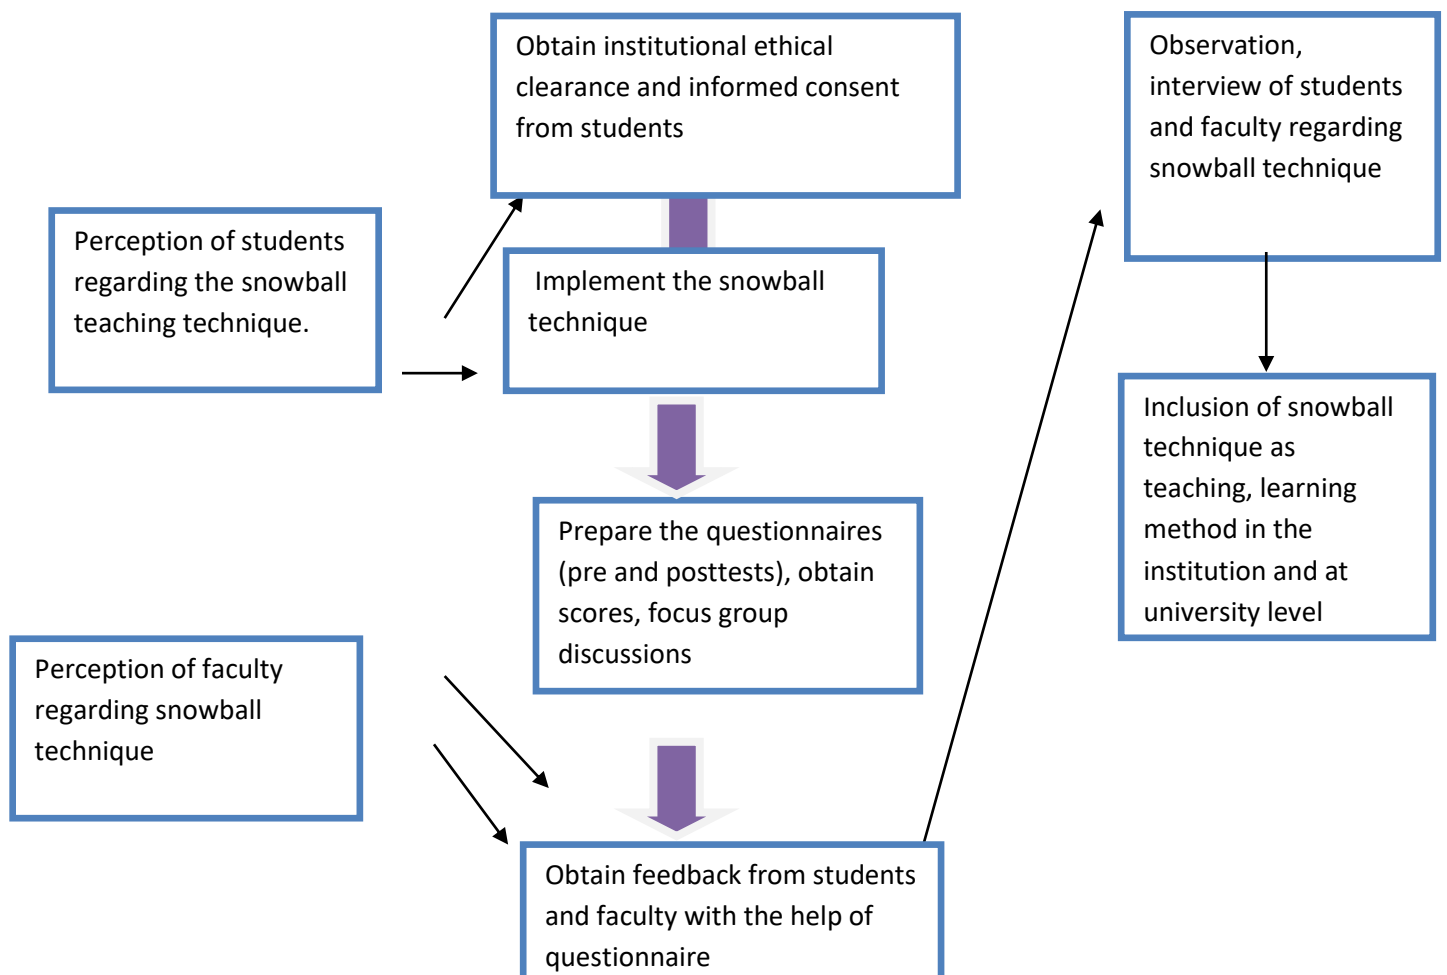 Obtain institutional ethical
clearance and informed consent
from students
Observation,
interview of students
and faculty regarding
snowball technique
Perception of students
regarding the snowball
teaching technique.
Implement the snowball
technique
Inclusion of snowball
technique as
teaching, learning
method in the
institution and at
university level
Prepare the questionnaires
(pre and posttests), obtain
scores, focus group
discussions
Perception of faculty
regarding snowball
technique
Obtain feedback from students
and faculty with the help of
questionnaire